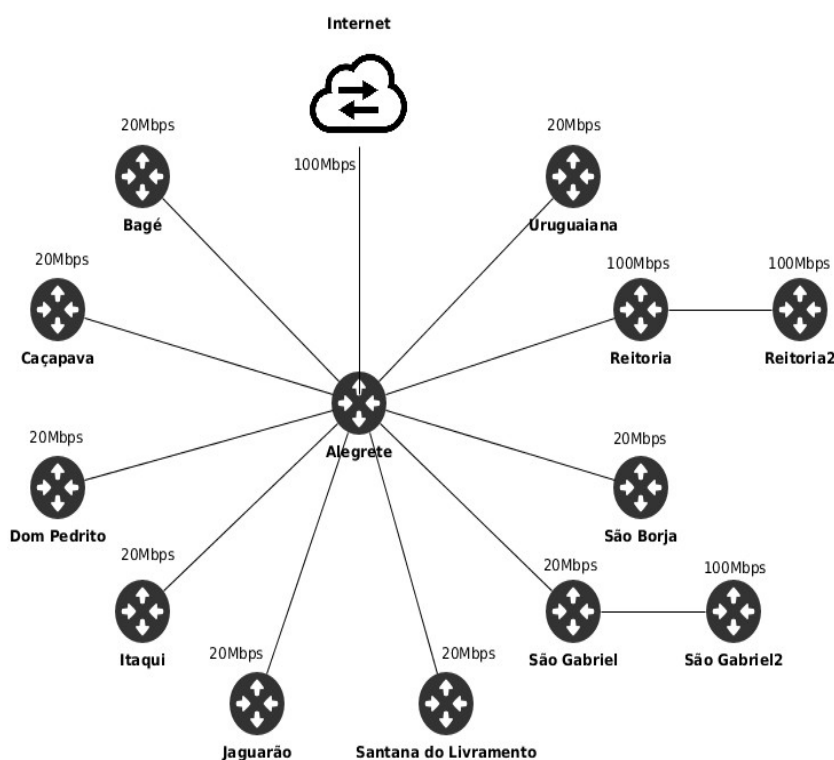 Internet
20Mbps
20Mbps
100Mbps
Bagé
Uruguaiana
20Mbps
100Mbps
100Mbps
Caçapava
Reitoria
Reitoria2
20Mbps
Alegrete
20Mbps
Dom Pedrito
São Borja
20Mbps
20Mbps
100Mbps
Itaqui
São Gabriel
São Gabriel2
20Mbps
20Mbps
Jaguarão
Santana do Livramento